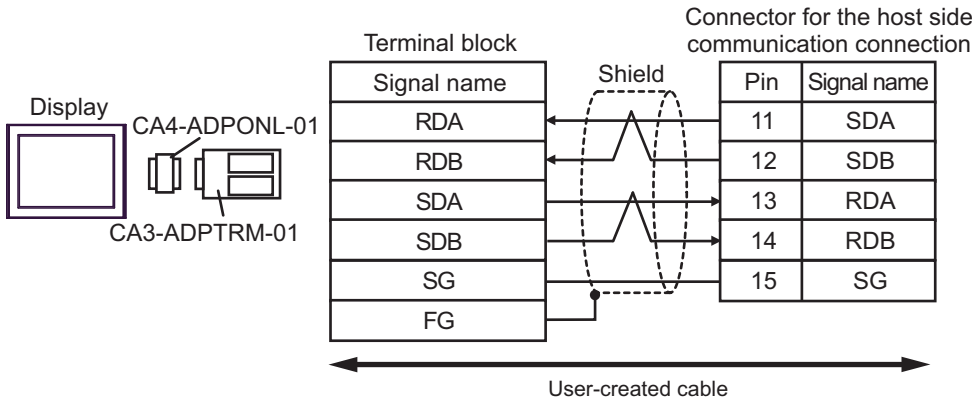 Connector for the host side
communication connection
Terminal block
Shield
Signal name
Pin Signal name
Display
CA4-ADPONL-01
CA3-ADPTRM-01
RDA 11 SDA
RDB 12 SDB
SDA 13 RDA
SDB 14 RDB
SG 15 SG
FG
User-created cable